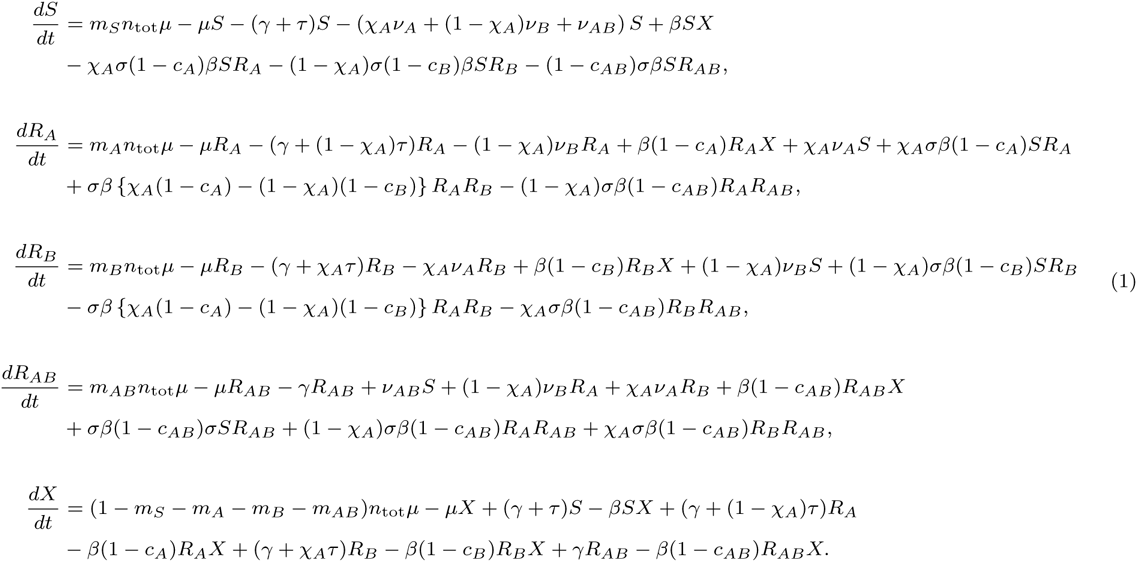 dS/dt = m_S n_tot μ − μS − (γ + τ)S − (χ_A ν_A + (1 − χ_A)ν_B + ν_AB) S + βSX
− χ_A σ(1 − c_A)βSR_A − (1 − χ_A)σ(1 − c_B)βSR_B − (1 − c_AB)σβSR_AB,
dR_A/dt = m_A n_tot μ − μR_A − (γ + (1 − χ_A)τ)R_A − (1 − χ_A)ν_B R_A + β(1 − c_A)R_A X + χ_A ν_A S + χ_A σβ(1 − c_A)SR_A
+ σβ {χ_A(1 − c_A) − (1 − χ_A)(1 − c_B)} R_A R_B − (1 − χ_A)σβ(1 − c_AB)R_A R_AB,
dR_B/dt = m_B n_tot μ − μR_B − (γ + χ_A τ)R_B − χ_A ν_A R_B + β(1 − c_B)R_B X + (1 − χ_A)ν_B S + (1 − χ_A)σβ(1 − c_B)SR_B
− σβ {χ_A(1 − c_A) − (1 − χ_A)(1 − c_B)} R_A R_B − χ_A σβ(1 − c_AB)R_B R_AB, (1)
dR_AB/dt = m_AB n_tot μ − μR_AB − γR_AB + ν_AB S + (1 − χ_A)ν_B R_A + χ_A ν_A R_B + β(1 − c_AB)R_AB X
+ σβ(1 − c_AB)σSR_AB + (1 − χ_A)σβ(1 − c_AB)R_A R_AB + χ_A σβ(1 − c_AB)R_B R_AB,
dX/dt = (1 − m_S − m_A − m_B − m_AB)n_tot μ − μX + (γ + τ)S − βSX + (γ + (1 − χ_A)τ)R_A
− β(1 − c_A)R_A X + (γ + χ_A τ)R_B − β(1 − c_B)R_B X + γR_AB − β(1 − c_AB)R_AB X.